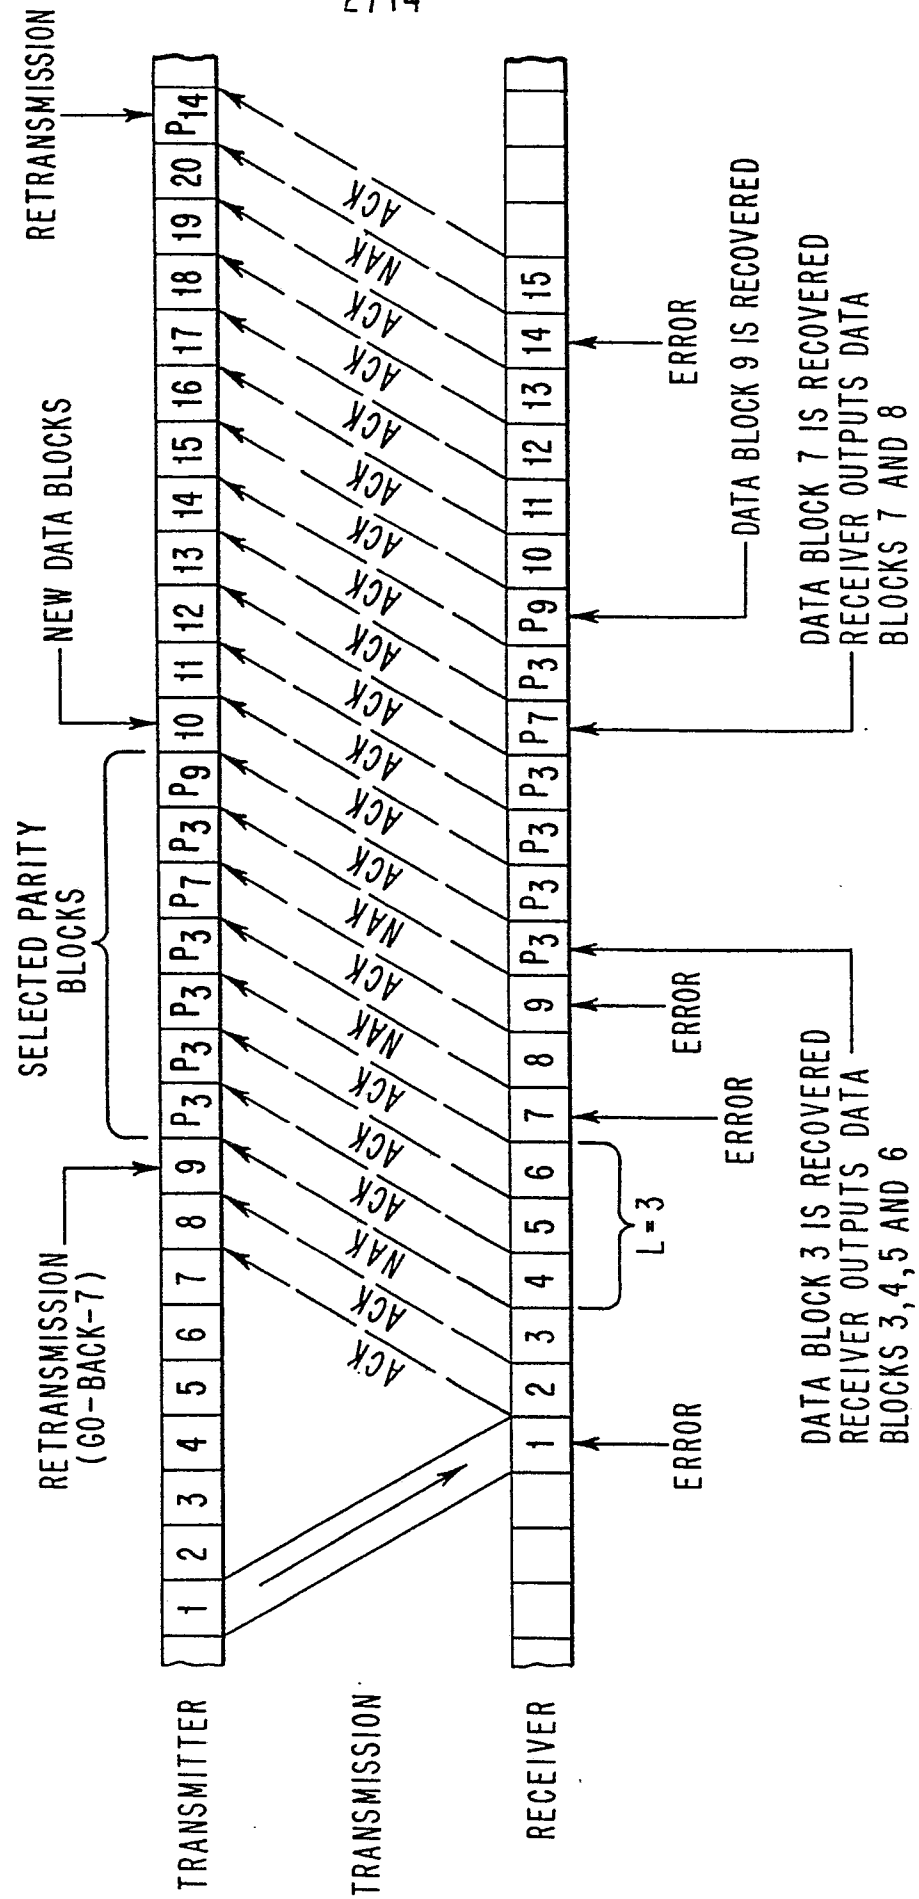 RETRANSMISSION
(GO-BACK-7)
SELECTED PARITY
BLOCKS
NEW DATA BLOCKS
RETRANSMISSION
TRANSMITTER
1 2 3 4 5 6 7 8 9 P3 P3 P3 P3 P7 P3 P9 10 11 12 13 14 15 16 17 18 19 20 P14
TRANSMISSION
ACK ACK NAK ACK ACK ACK NAK ACK NAK ACK ACK ACK ACK ACK ACK ACK ACK ACK ACK ACK NAK ACK
RECEIVER
1 2 3 4 5 6 7 8 9 P3 P3 P3 P3 P7 P3 P9 10 11 12 13 14 15
L=3
ERROR
ERROR
ERROR
ERROR
DATA BLOCK 9 IS RECOVERED
DATA BLOCK 3 IS RECOVERED
RECEIVER OUTPUTS DATA
BLOCKS 3,4,5 AND 6
DATA BLOCK 7 IS RECOVERED
RECEIVER OUTPUTS DATA
BLOCKS 7 AND 8